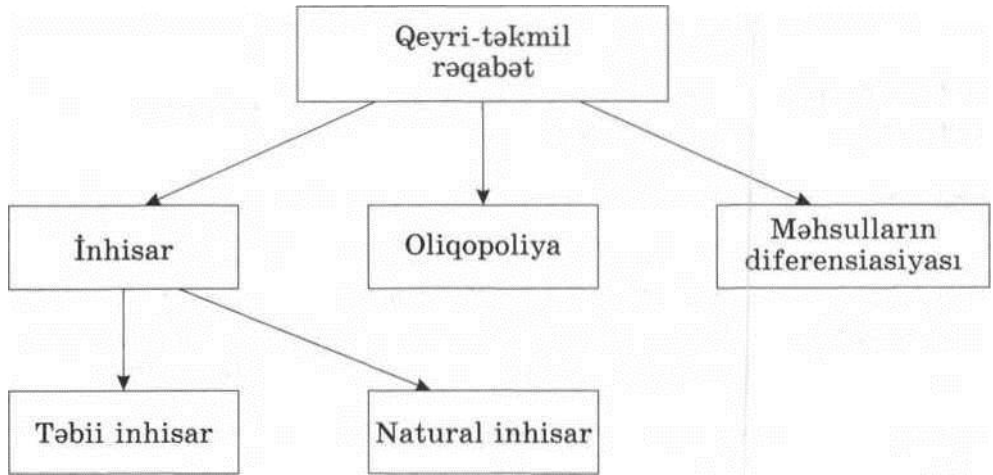 Qeyri-təkmil
rəqabət
İnhisar
Oliqopoliya
Məhsulların
diferensiasiyası
Təbii inhisar
Natural inhisar